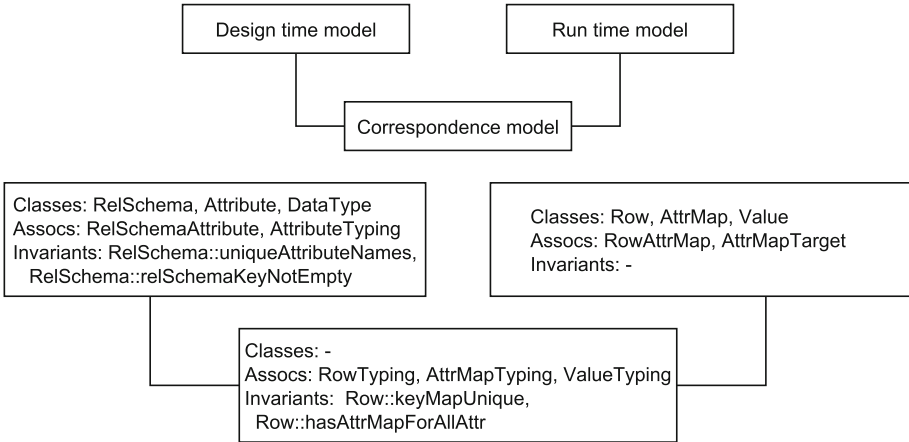 Design time model
Run time model
Correspondence model
Classes: RelSchema, Attribute, DataType
Assocs: RelSchemaAttribute, AttributeTyping
Invariants: RelSchema::uniqueAttributeNames,
RelSchema::relSchemaKeyNotEmpty
Classes: Row, AttrMap, Value
Assocs: RowAttrMap, AttrMapTarget
Invariants: -
Classes: -
Assocs: RowTyping, AttrMapTyping, ValueTyping
Invariants: Row::keyMapUnique,
Row::hasAttrMapForAllAttr